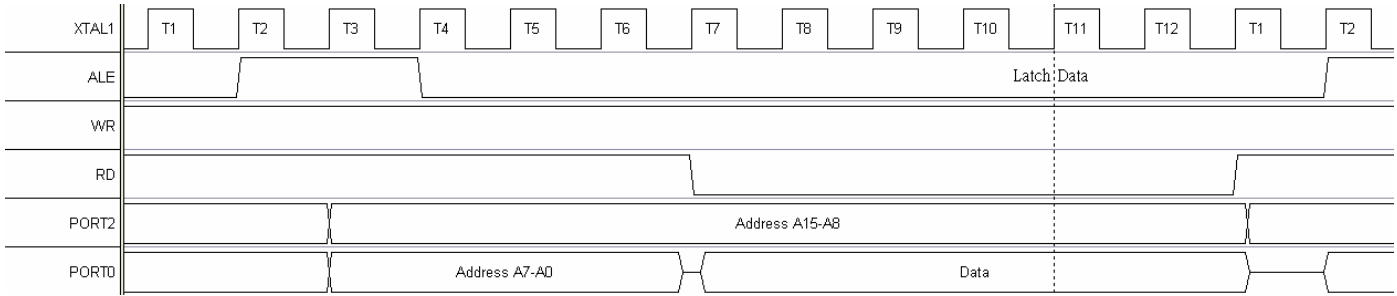 XTAL1 T1 T2 T3 T4 T5 T6 T7 T8 T9 T10 T11 T12 T1 T2
ALE Latch Data
WR
RD
PORT2 Address A15-A8
PORT0 Address A7-A0 Data